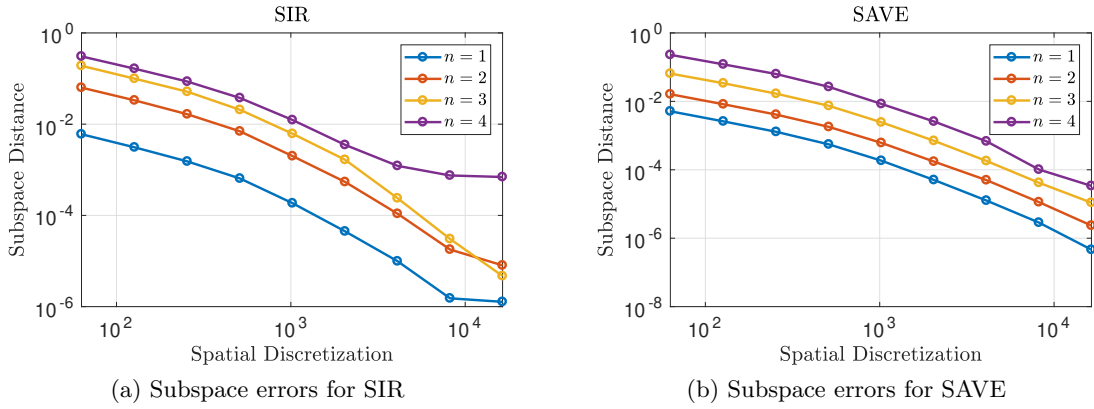 SIR
10^0
10^-2
10^-4
10^-6
Subspace Distance
n = 1
n = 2
n = 3
n = 4
10^2
10^3
10^4
Spatial Discretization
(a) Subspace errors for SIR
SAVE
10^0
10^-2
10^-4
10^-6
10^-8
Subspace Distance
n = 1
n = 2
n = 3
n = 4
10^2
10^3
10^4
Spatial Discretization
(b) Subspace errors for SAVE